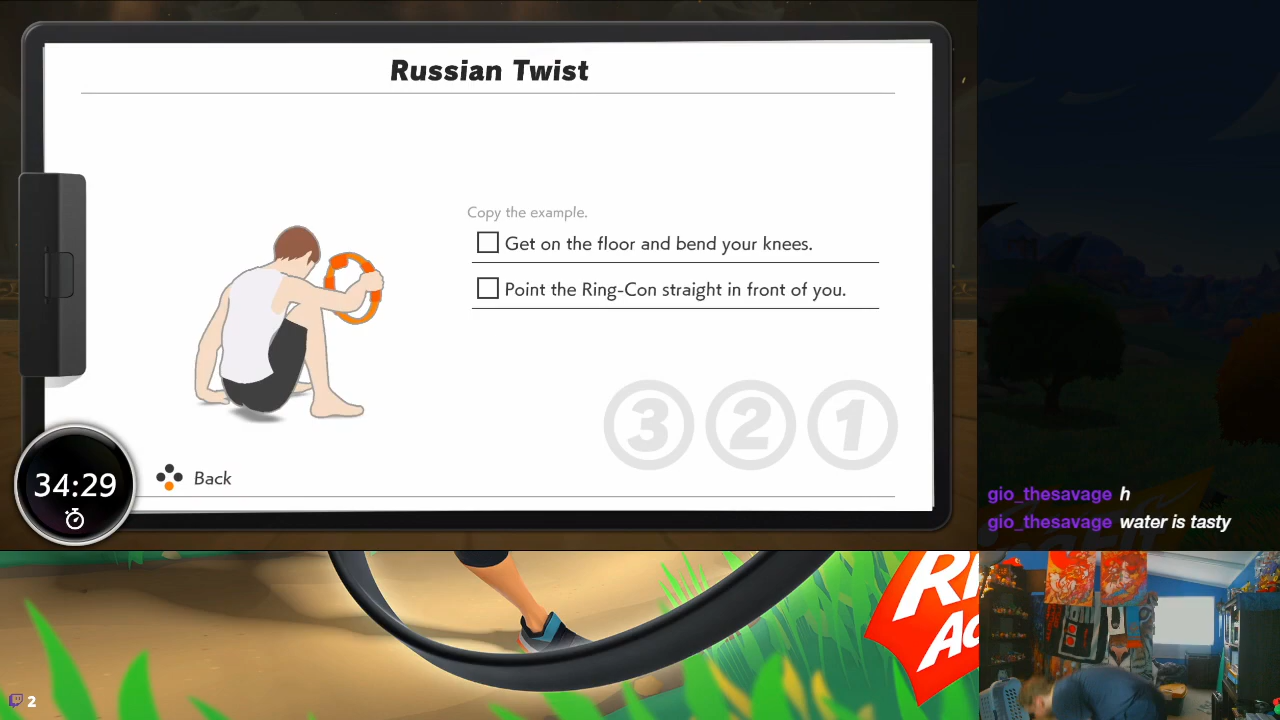 Russian Twist
Copy the example.
Get on the floor and bend your knees.
Point the Ring-Con straight in front of you.
3 2 1
Back
34:29
gio_thesavage h
gio_thesavage water is tasty
2